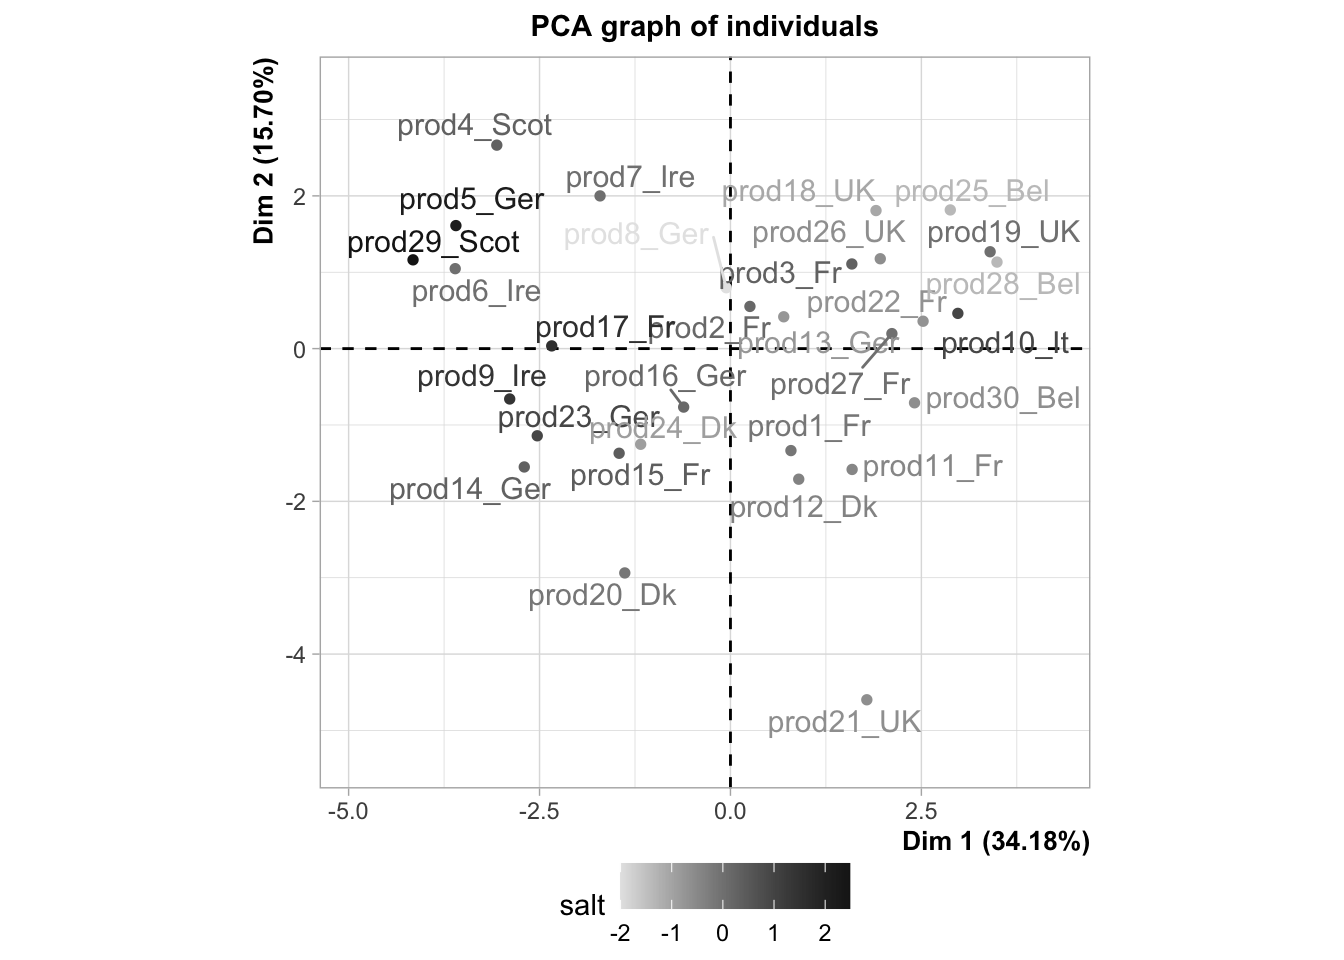 PCA graph of individuals
Dim 2 (15.70%)
prod4_Scot
prod7_Ire
prod5_Ger
prod18_UK
prod25_Bel
prod8_Ger
prod26_UK
prod19_UK
prod29_Scot
prod3_Fr
prod28_Bel
prod6_Ire
prod22_Fr
prod17_Fr
prod2_Fr
prod13_Ger
prod10_It
prod9_Ire
prod16_Ger
prod27_Fr
prod30_Bel
prod23_Ger
prod24_Dk
prod1_Fr
prod15_Fr
prod11_Fr
prod14_Ger
prod12_Dk
prod20_Dk
prod21_UK
2
0
-2
-4
-5.0 -2.5 0.0 2.5
Dim 1 (34.18%)
salt
-2 -1 0 1 2